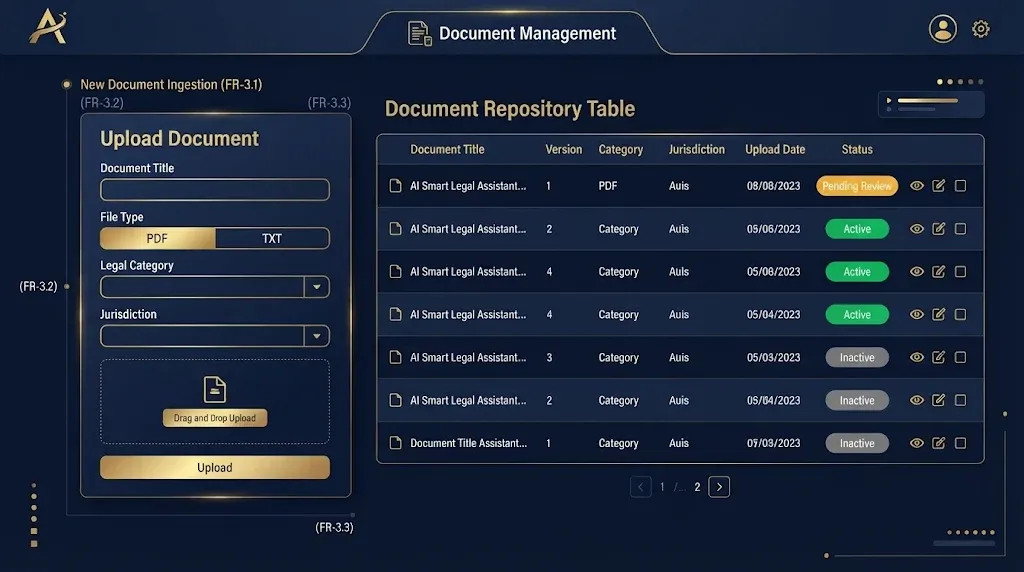 Document Management
New Document Ingestion (FR-3.1)
(FR-3.2) (FR-3.3)
Upload Document
Document Title
File Type
PDF TXT
Legal Category
(FR-3.2)
Jurisdiction
Drag and Drop Upload
Upload
(FR-3.3)
Document Repository Table
Document Title Version Category Jurisdiction Upload Date Status
AI Smart Legal Assistant... 1 PDF Auis 08/08/2023 Pending Review
AI Smart Legal Assistant... 2 Category Auis 05/06/2023 Active
AI Smart Legal Assistant... 4 Category Auis 05/08/2023 Active
AI Smart Legal Assistant... 4 Category Auis 05/04/2023 Active
AI Smart Legal Assistant... 3 Category Auis 05/03/2023 Inactive
AI Smart Legal Assistant... 2 Category Auis Inactive
Document Title Assistant... 1 Category Auis Inactive
1 /... 2